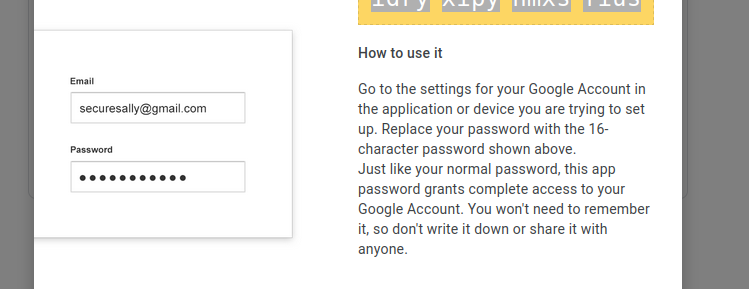 How to use it
Email
securesally@gmail.com
Password
Go to the settings for your Google Account in
the application or device you are trying to set
up. Replace your password with the 16-
character password shown above.
Just like your normal password, this app
password grants complete access to your
Google Account. You won't need to remember
it, so don't write it down or share it with
anyone.